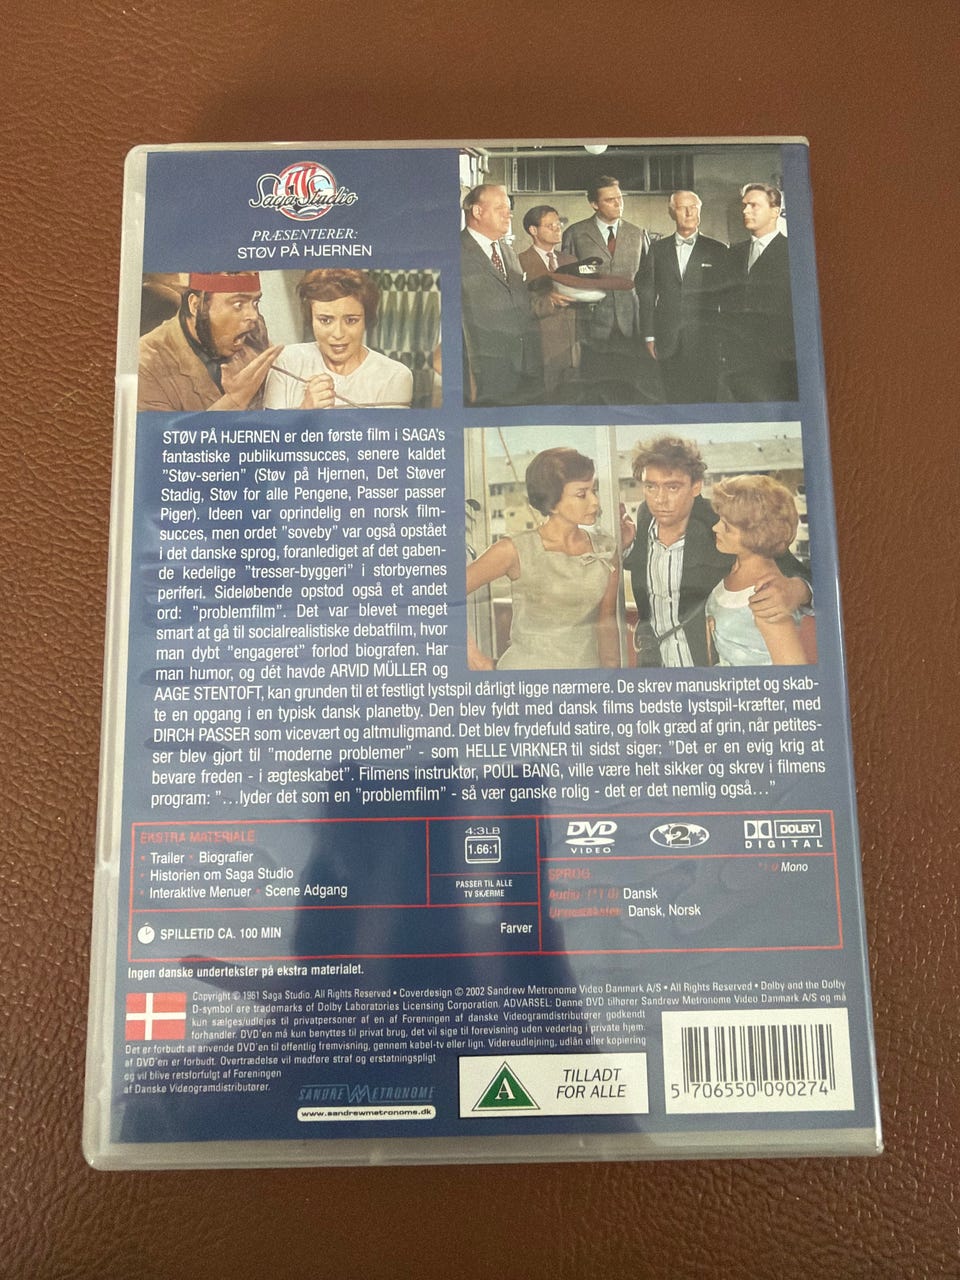 Saga Studio
PRÆSENTERER:
STØV PÅ HJERNEN
STØV PÅ HJERNEN er den første film i SAGA's
fantastiske publikumssucces, senere kaldet
"Støv-serien" (Støv på Hjernen, Det Støver
Stadig, Støv for alle Pengene, Passer passer
Piger). Ideen var oprindelig en norsk film-
succes, men ordet "soveby" var også opstået
i det danske sprog, foranlediget af det gaben-
de kedelige "tresser-byggeri" i storbyernes
periferi. Sideløbende opstod også et andet
ord: "problemfilm". Det var blevet meget
smart at gå til socialrealistiske debatfilm, hvor
man dybt "engageret" forlod biografen. Har
man humor, og dét havde ARVID MÜLLER og
AAGE STENTOFT, kan grunden til et festligt lystspil dårligt ligge nærmere. De skrev manuskriptet og skab-
te en opgang i en typisk dansk planetby. Den blev fyldt med dansk films bedste lystspil-kræfter, med
DIRCH PASSER som vicevært og altmuligmand. Det blev frydefuld satire, og folk græd af grin, når petites-
ser blev gjort til "moderne problemer" - som HELLE VIRKNER til sidst siger: "Det er en evig krig at
bevare freden - i ægteskabet". Filmens instruktør, POUL BANG, ville være helt sikker og skrev i filmens
program: "...lyder det som en "problemfilm" - så vær ganske rolig - det er det nemlig også..."
EKSTRA MATERIALE
· Trailer · Biografier
· Historien om Saga Studio
· Interaktive Menuer · Scene Adgang
SPILLETID CA. 100 MIN
Farver
4:3LB
1.66:1
PASSER TIL ALLE
TV SKÆRME
DVD VIDEO
2
DOLBY DIGITAL
*1.0 Mono
SPROG
Audio (*1.0) Dansk
Undertekster Dansk, Norsk
Ingen danske undertekster på ekstra materialet.
Copyright © 1961 Saga Studio. All Rights Reserved • Coverdesign © 2002 Sandrew Metronome Video Danmark A/S • All Rights Reserved • Dolby and the Dolby
D-symbol are trademarks of Dolby Laboratories Licensing Corporation. ADVARSEL: Denne DVD tilhører Sandrew Metronome Video Danmark A/S og må
kun sælges/udlejes til privatpersoner af en af Foreningen af danske Videogramdistributører godkendt
forhandler. DVD'en må kun benyttes til privat brug, det vil sige til forevisning uden vederlag i private hjem.
Det er forbudt at anvende DVD'en til offentlig fremvisning, gennem kabel-tv eller lign. Videreudlejning, udlån eller kopiering
af DVD'en er forbudt. Overtrædelse vil medføre straf og erstatningspligt
og vil blive retsforfulgt af Foreningen
af Danske Videogramdistributører.
SANDREW METRONOME
www.sandrewmetronome.dk
A
TILLADT
FOR ALLE
5 706550 090274